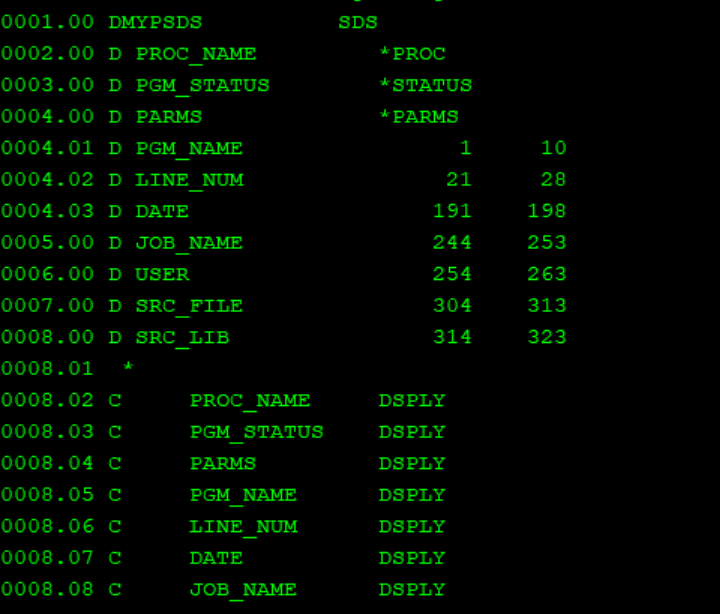 0001.00 DMYPSDS SDS
0002.00 D PROC_NAME *PROC
0003.00 D PGM_STATUS *STATUS
0004.00 D PARMS *PARMS
0004.01 D PGM_NAME 1 10
0004.02 D LINE_NUM 21 28
0004.03 D DATE 191 198
0005.00 D JOB_NAME 244 253
0006.00 D USER 254 263
0007.00 D SRC_FILE 304 313
0008.00 D SRC_LIB 314 323
0008.01 *
0008.02 C PROC_NAME DSPLY
0008.03 C PGM_STATUS DSPLY
0008.04 C PARMS DSPLY
0008.05 C PGM_NAME DSPLY
0008.06 C LINE_NUM DSPLY
0008.07 C DATE DSPLY
0008.08 C JOB_NAME DSPLY